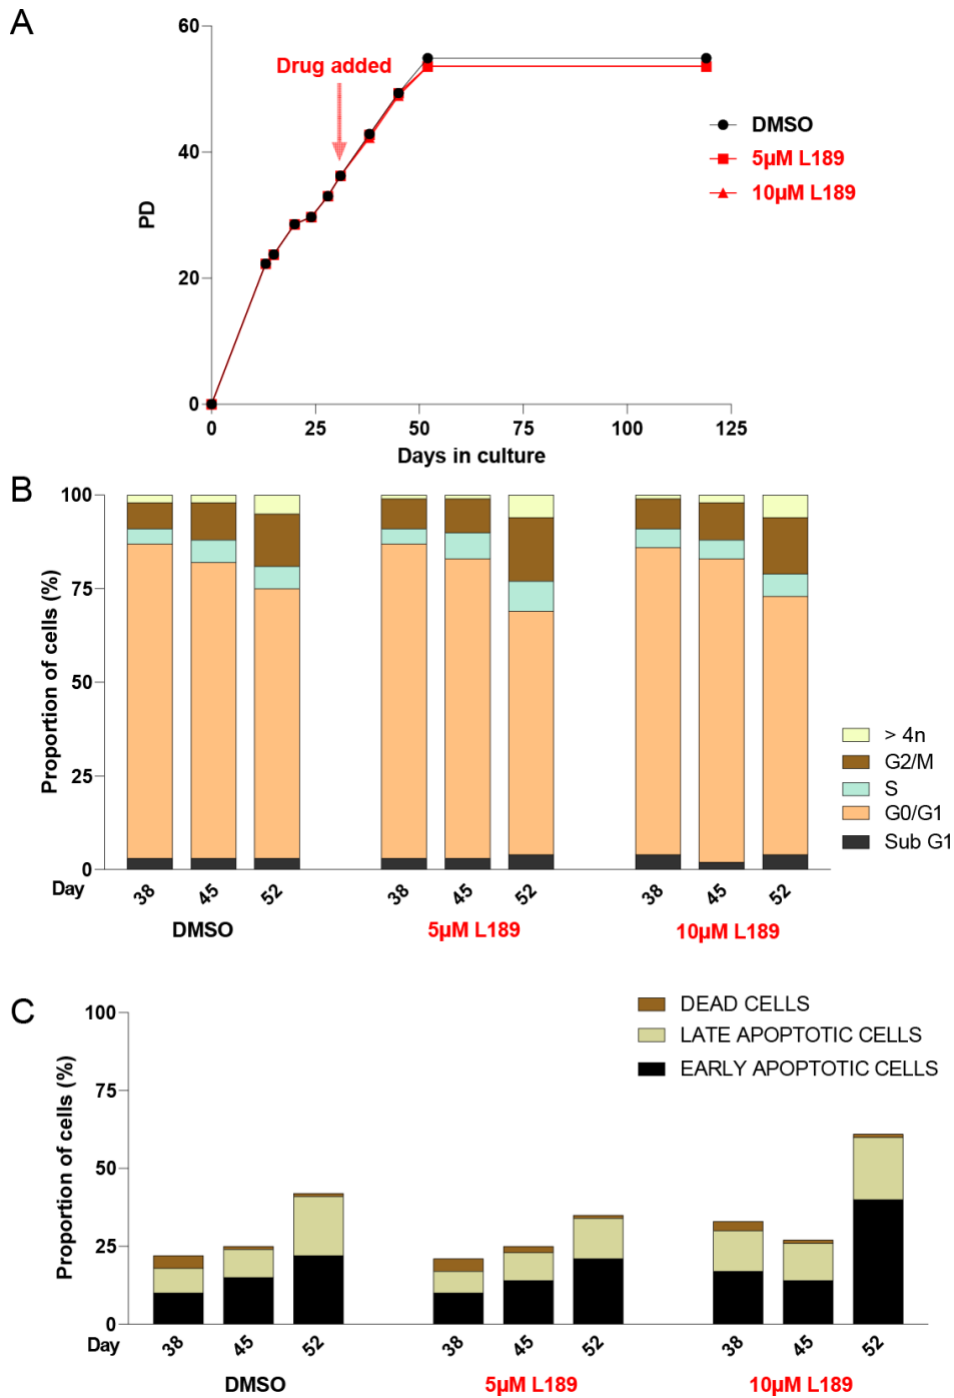 A
60
Drug added
DMSO
5µM L189
10µM L189
40
PD
20
0
0 25 50 75 100 125
Days in culture
B
100
75
50
25
0
Proportion of cells (%)
> 4n
G2/M
S
G0/G1
Sub G1
Day 38 45 52 38 45 52 38 45 52
DMSO 5µM L189 10µM L189
C
100
75
50
25
0
Proportion of cells (%)
DEAD CELLS
LATE APOPTOTIC CELLS
EARLY APOPTOTIC CELLS
Day 38 45 52 38 45 52 38 45 52
DMSO 5µM L189 10µM L189